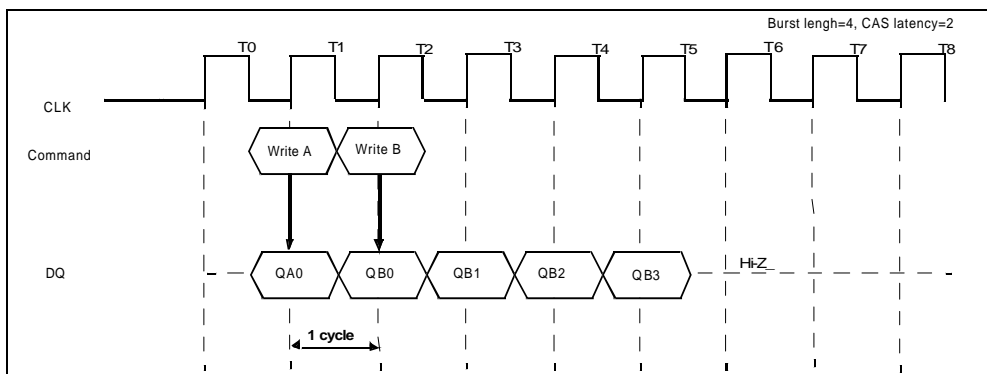 Burst lengh=4, CAS latency=2
T0 T1 T2 T3 T4 T5 T6 T7 T8
CLK
Command
Write A
Write B
DQ
QA0
QB0
QB1
QB2
QB3
Hi-Z
1 cycle